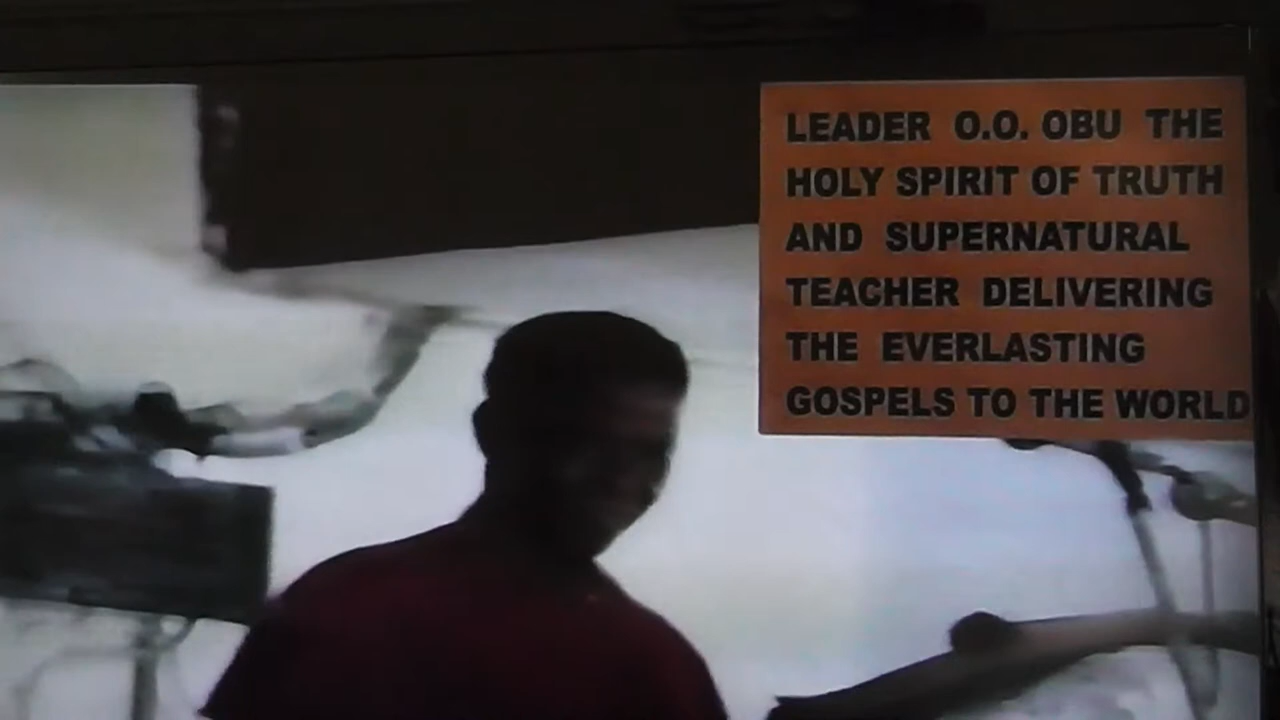 LEADER O.O. OBU THE
HOLY SPIRIT OF TRUTH
AND SUPERNATURAL
TEACHER DELIVERING
THE EVERLASTING
GOSPELS TO THE WORLD